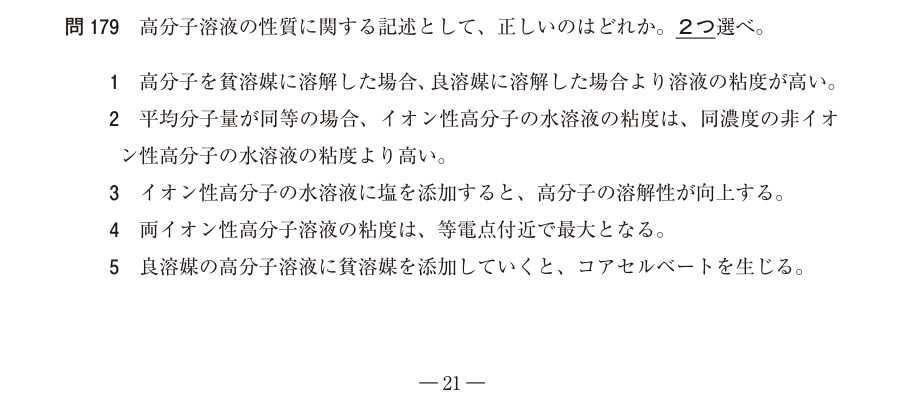 問 179 高分子溶液の性質に関する記述として、正しいのはどれか。2つ選べ。
1 高分子を貧溶媒に溶解した場合、良溶媒に溶解した場合より溶液の粘度が高い。
2 平均分子量が同等の場合、イオン性高分子の水溶液の粘度は、同濃度の非イオ
ン性高分子の水溶液の粘度より高い。
3 イオン性高分子の水溶液に塩を添加すると、高分子の溶解性が向上する。
4 両イオン性高分子溶液の粘度は、等電点付近で最大となる。
5 良溶媒の高分子溶液に貧溶媒を添加していくと、コアセルベートを生じる。
― 21 ―